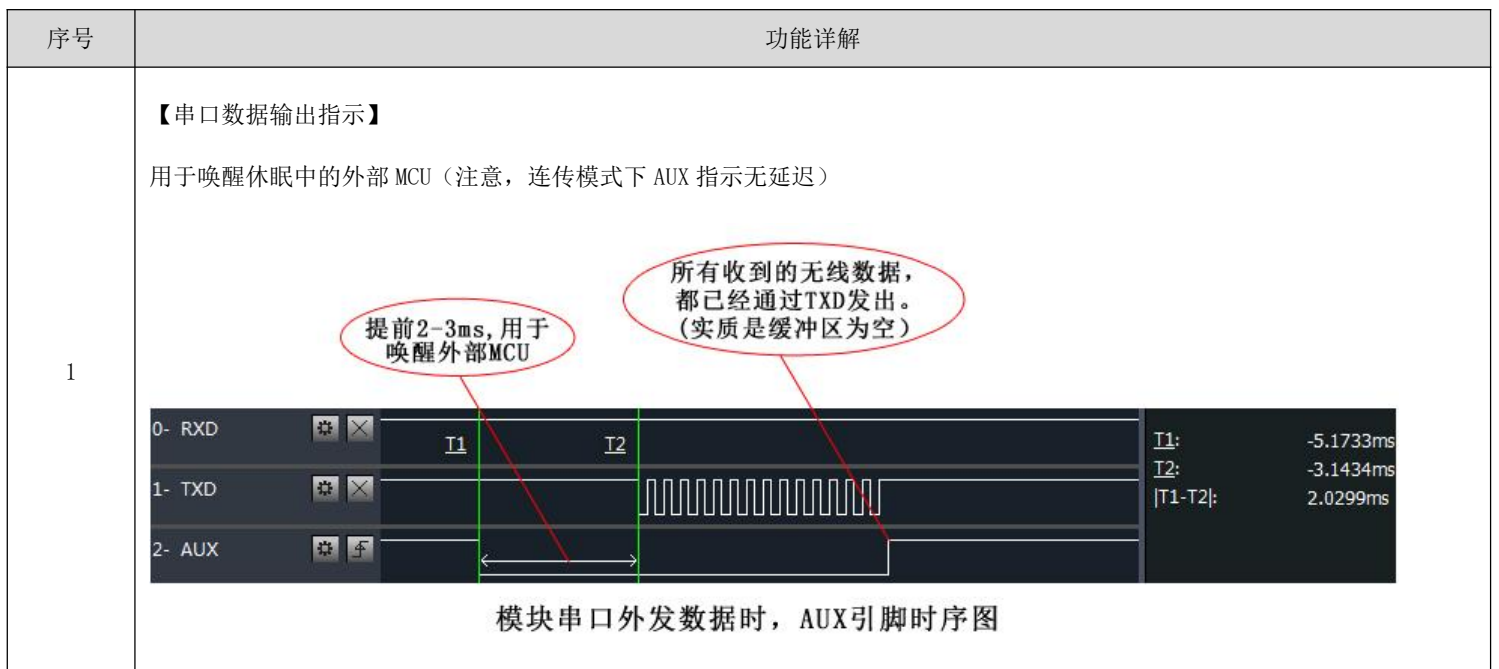 序号 功能详解
【串口数据输出指示】
用于唤醒休眠中的外部 MCU（注意，连传模式下 AUX 指示无延迟）
所有收到的无线数据，
都已经通过TXD发出。
(实质是缓冲区为空)
提前2-3ms,用于
唤醒外部MCU
1
0- RXD
T1 T2
T1: -5.1733ms
T2: -3.1434ms
1- TXD
|T1-T2|: 2.0299ms
2- AUX
模块串口外发数据时，AUX引脚时序图